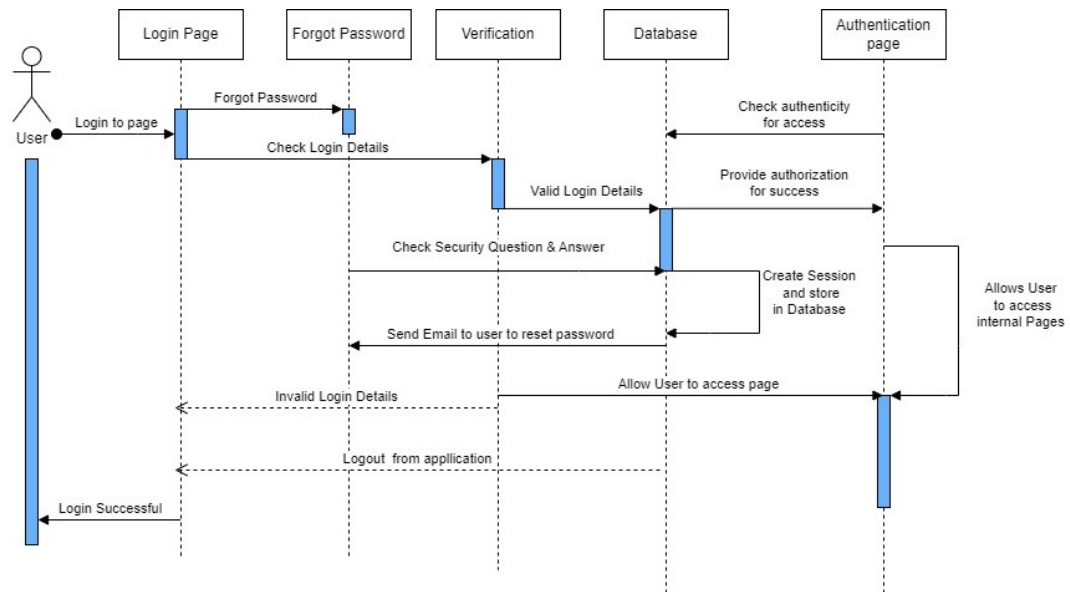 Login Page
Forgot Password
Verification
Database
Authentication
page
Forgot Password
Check authenticity
for access
Login to page
User
Check Login Details
Provide authorization
for success
Valid Login Details
Check Security Question & Answer
Create Session
and store
in Database
Allows User
to access
internal Pages
Send Email to user to reset password
Allow User to access page
Invalid Login Details
Logout from appllication
Login Successful